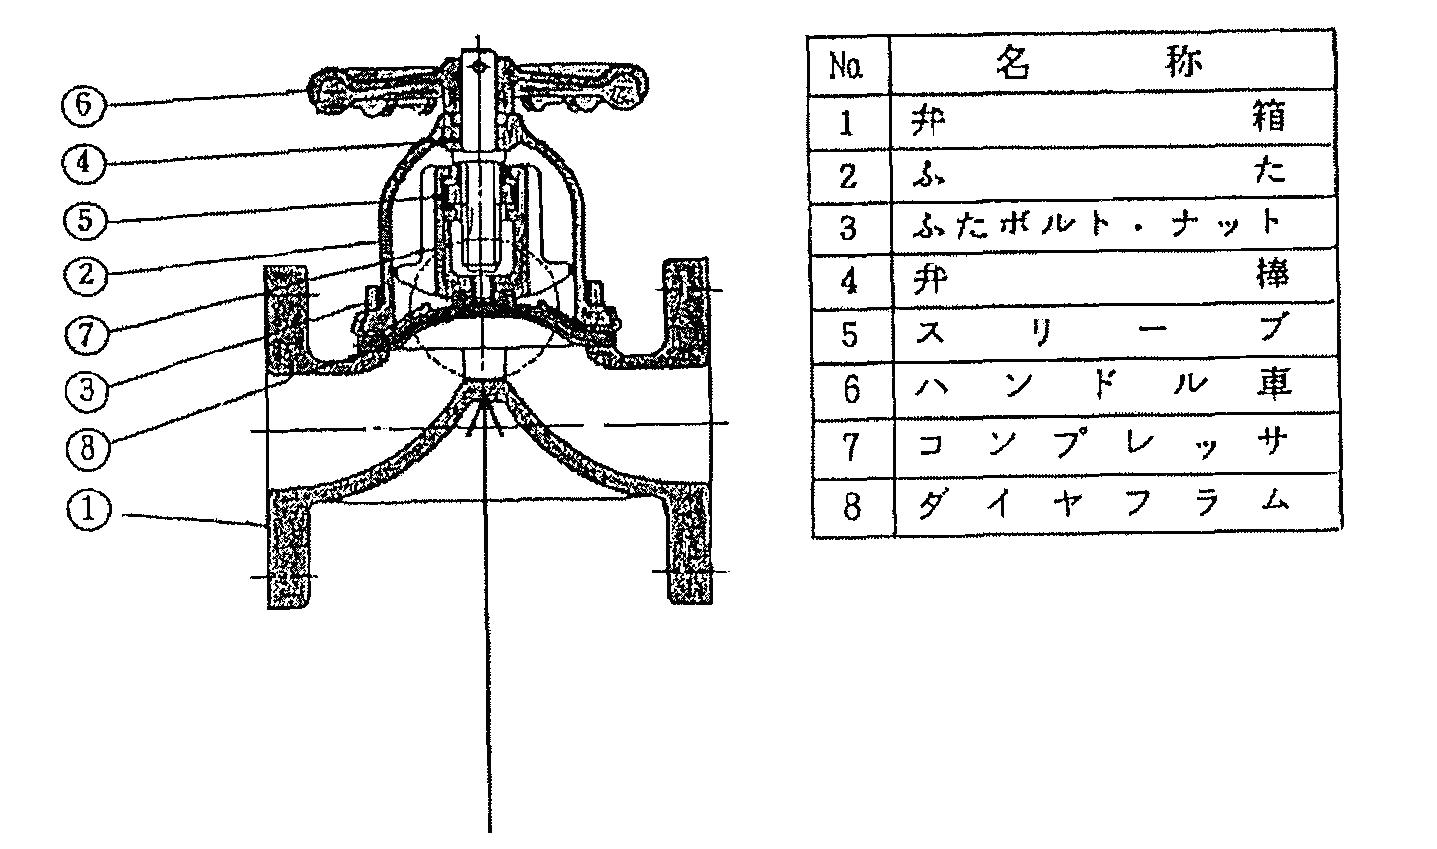 6
4
5
2
7
3
8
1
No. 名称
1 弁箱
2 ふた
3 ふたボルト・ナット
4 弁棒
5 スリーブ
6 ハンドル車
7 コンプレッサ
8 ダイヤフラム